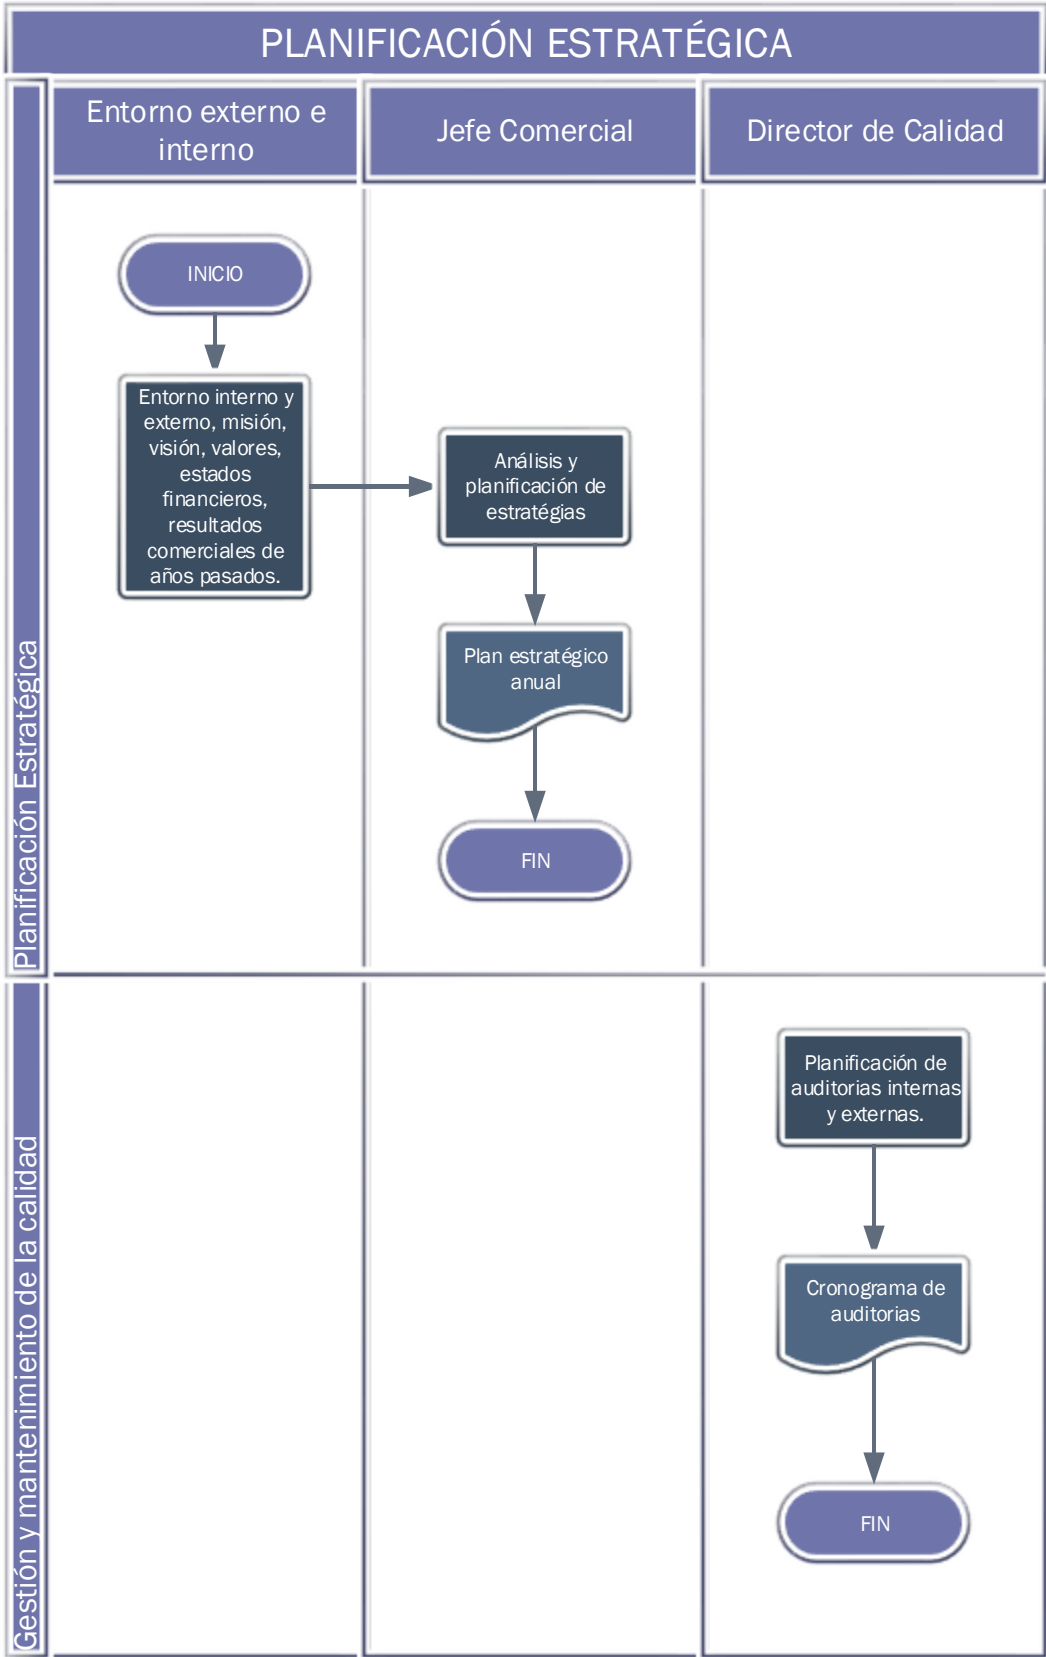 PLANIFICACIÓN ESTRATÉGICA
Entorno externo e
interno
Jefe Comercial
Director de Calidad
Planificación Estratégica
INICIO
Entorno interno y
externo, misión,
visión, valores,
estados
financieros,
resultados
comerciales de
años pasados.
Análisis y
planificación de
estratégias
Plan estratégico
anual
FIN
Gestión y mantenimiento de la calidad
Planificación de
auditorias internas
y externas.
Cronograma de
auditorias
FIN